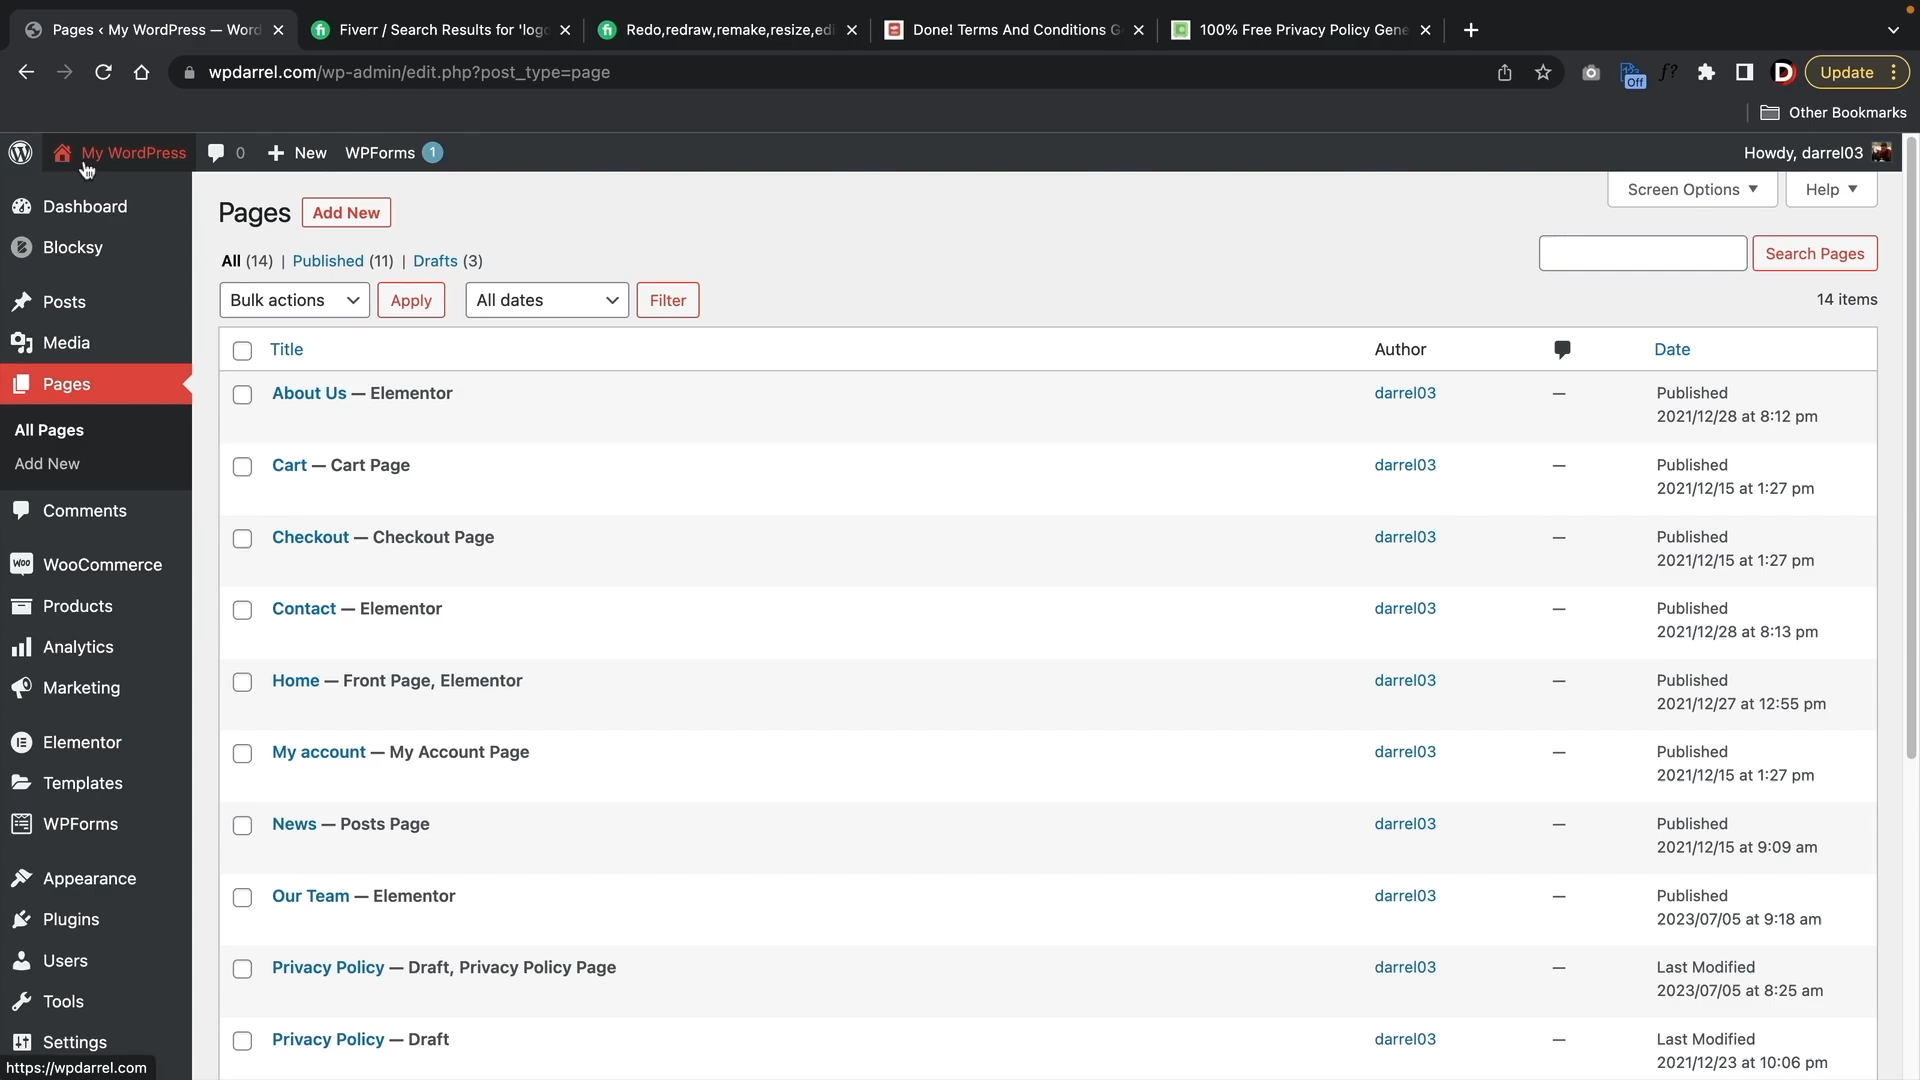 Pages ‹ My WordPress — Word
Fiverr / Search Results for 'logo
Redo,redraw,remake,resize,edi
Done! Terms And Conditions G
100% Free Privacy Policy Gene
wpdarrel.com/wp-admin/edit.php?post_type=page
Off
Update
Other Bookmarks
My WordPress
0
New
WPForms 1
Howdy, darrel03
Dashboard
Blocksy
Posts
Media
Pages
All Pages
Add New
Comments
WooCommerce
Products
Analytics
Marketing
Elementor
Templates
WPForms
Appearance
Plugins
Users
Tools
Settings
https://wpdarrel.com
Screen Options
Help
Pages Add New
All (14) | Published (11) | Drafts (3)
Search Pages
Bulk actions Apply All dates Filter
14 items
Title Author Date
About Us — Elementor darrel03 — Published
2021/12/28 at 8:12 pm
Cart — Cart Page darrel03 — Published
2021/12/15 at 1:27 pm
Checkout — Checkout Page darrel03 — Published
2021/12/15 at 1:27 pm
Contact — Elementor darrel03 — Published
2021/12/28 at 8:13 pm
Home — Front Page, Elementor darrel03 — Published
2021/12/27 at 12:55 pm
My account — My Account Page darrel03 — Published
2021/12/15 at 1:27 pm
News — Posts Page darrel03 — Published
2021/12/15 at 9:09 am
Our Team — Elementor darrel03 — Published
2023/07/05 at 9:18 am
Privacy Policy — Draft, Privacy Policy Page darrel03 — Last Modified
2023/07/05 at 8:25 am
Privacy Policy — Draft darrel03 — Last Modified
2021/12/23 at 10:06 pm